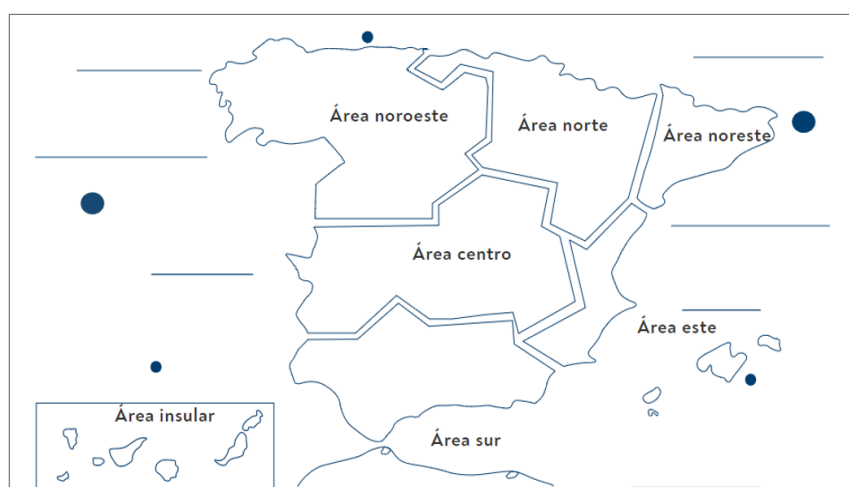 Área noroeste
Área norte
Área noreste
Área centro
Área este
Área insular
Área sur